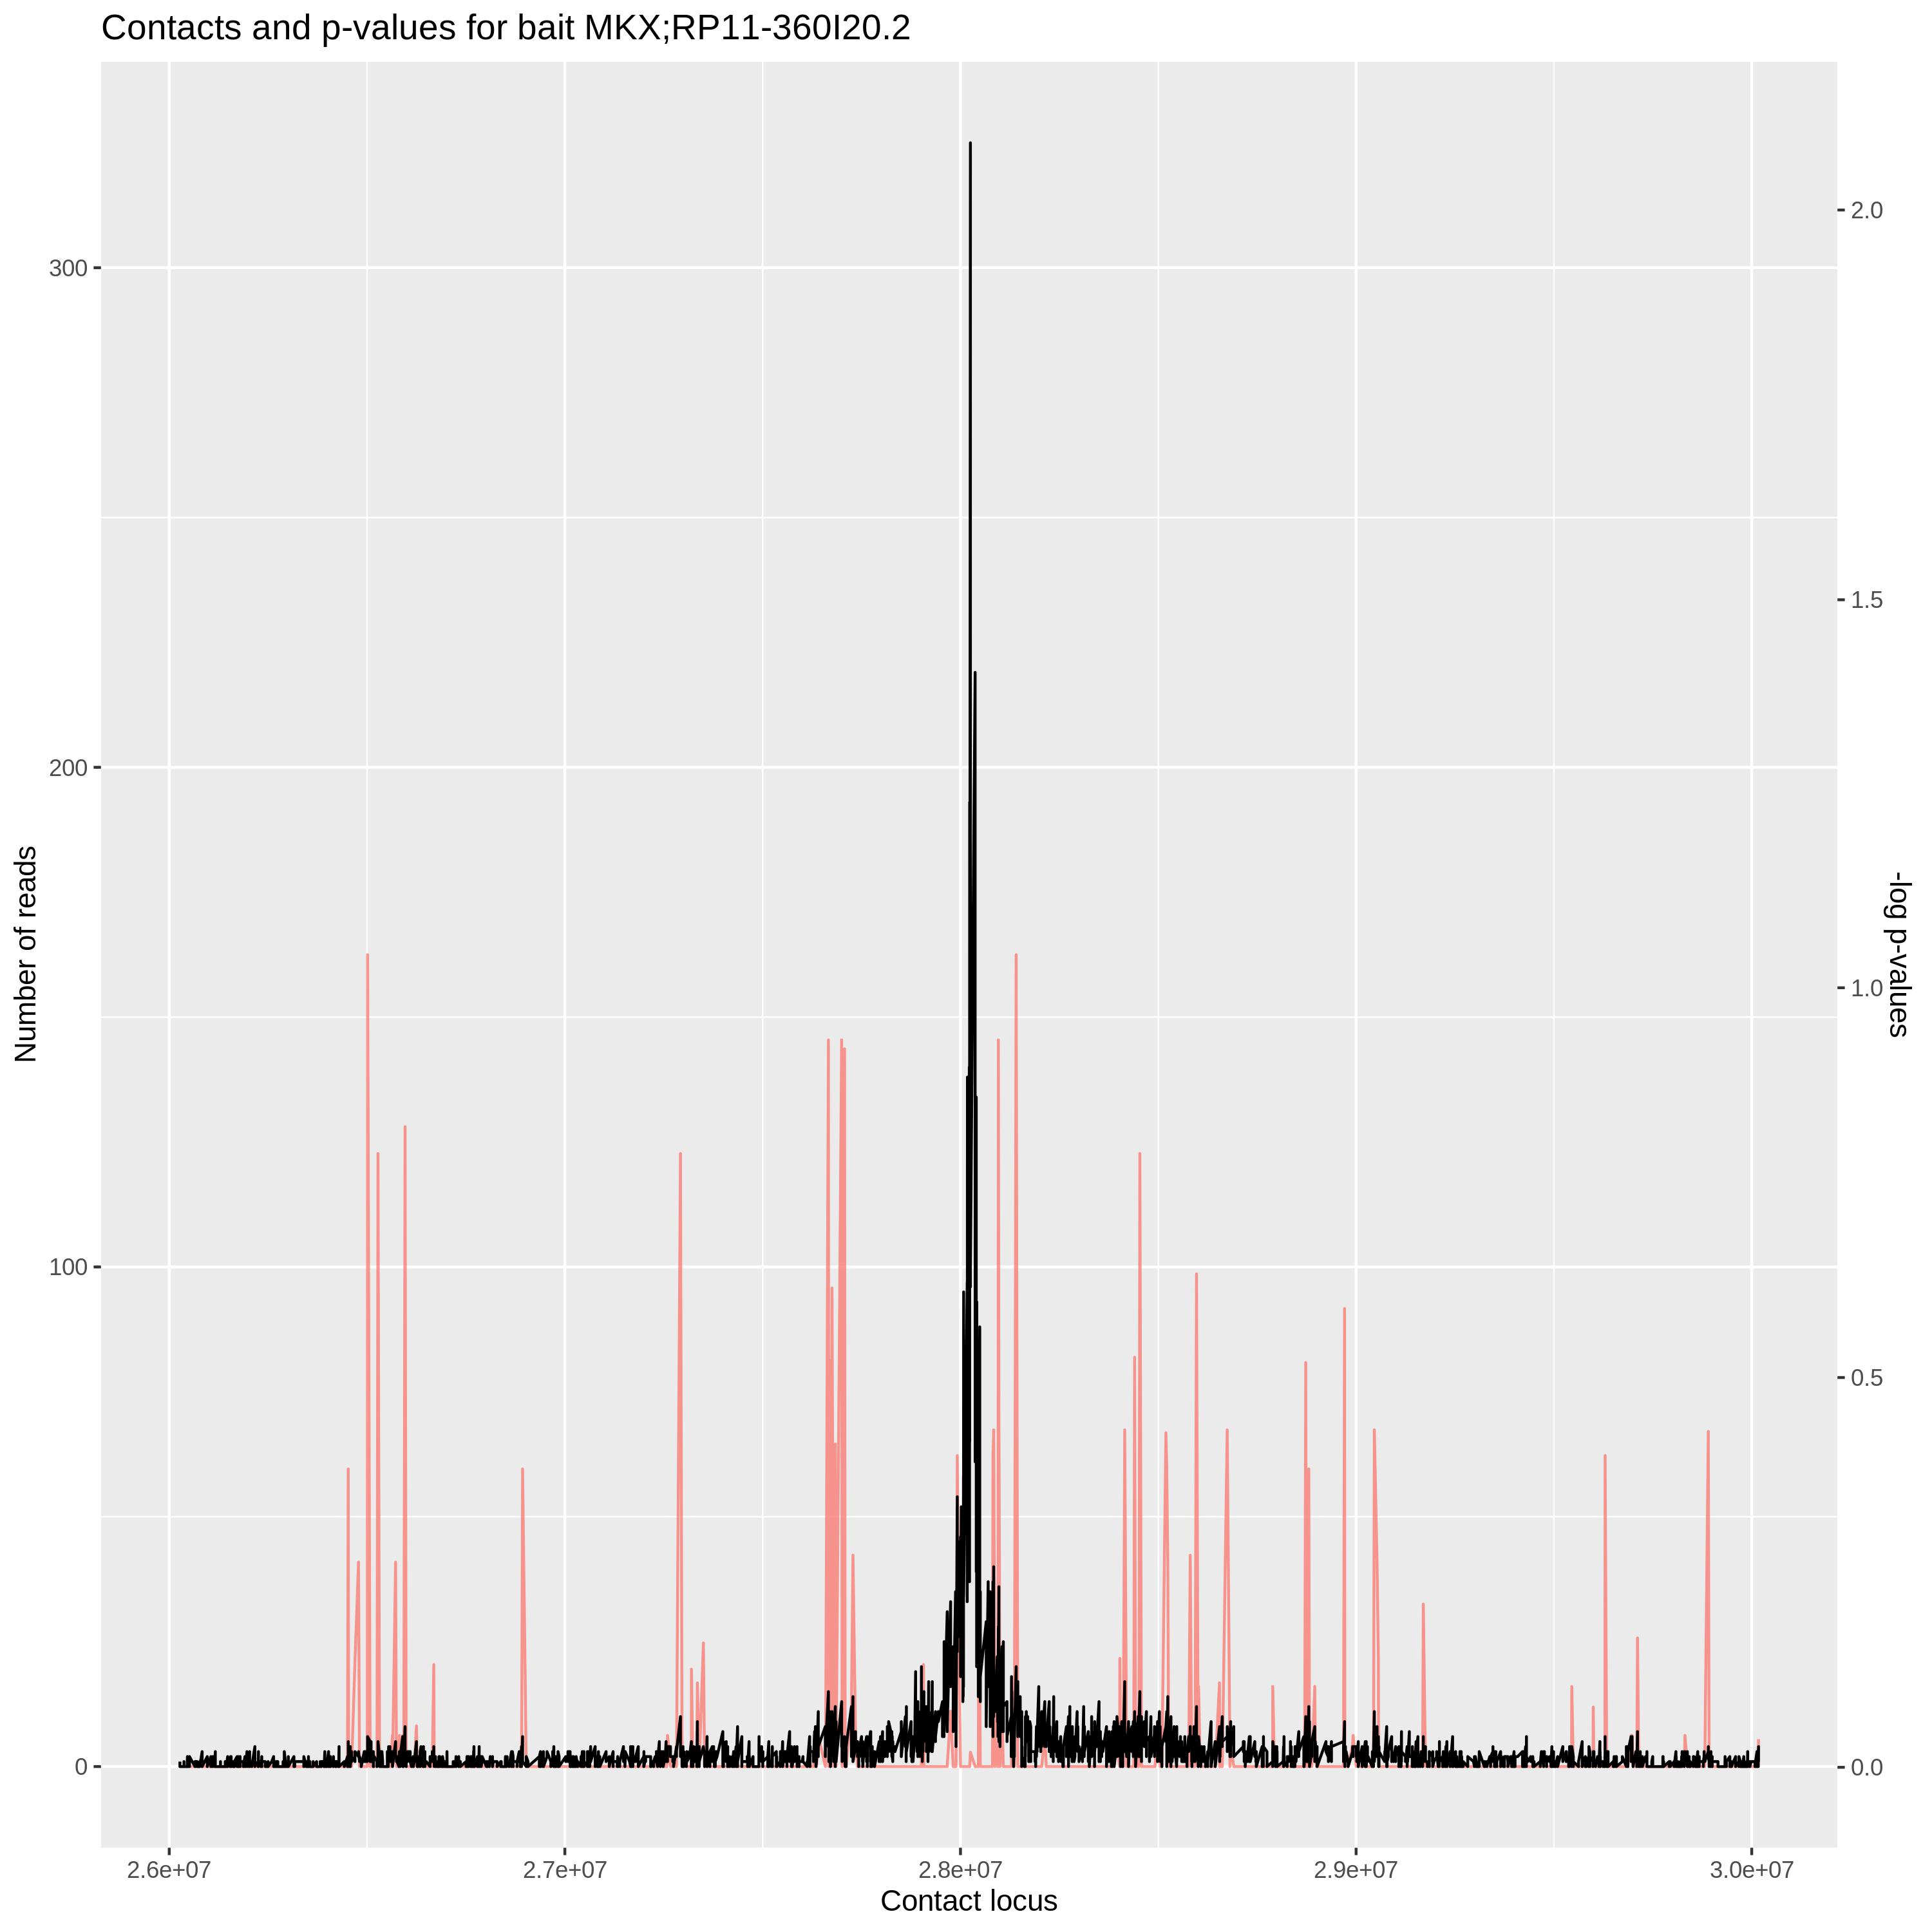 Contacts and p-values for bait MKX;RP11-360I20.2
300
200
100
0
Number of reads
2.0
1.5
1.0
0.5
0.0
-log p-values
2.6e+07
2.7e+07
2.8e+07
2.9e+07
3.0e+07
Contact locus